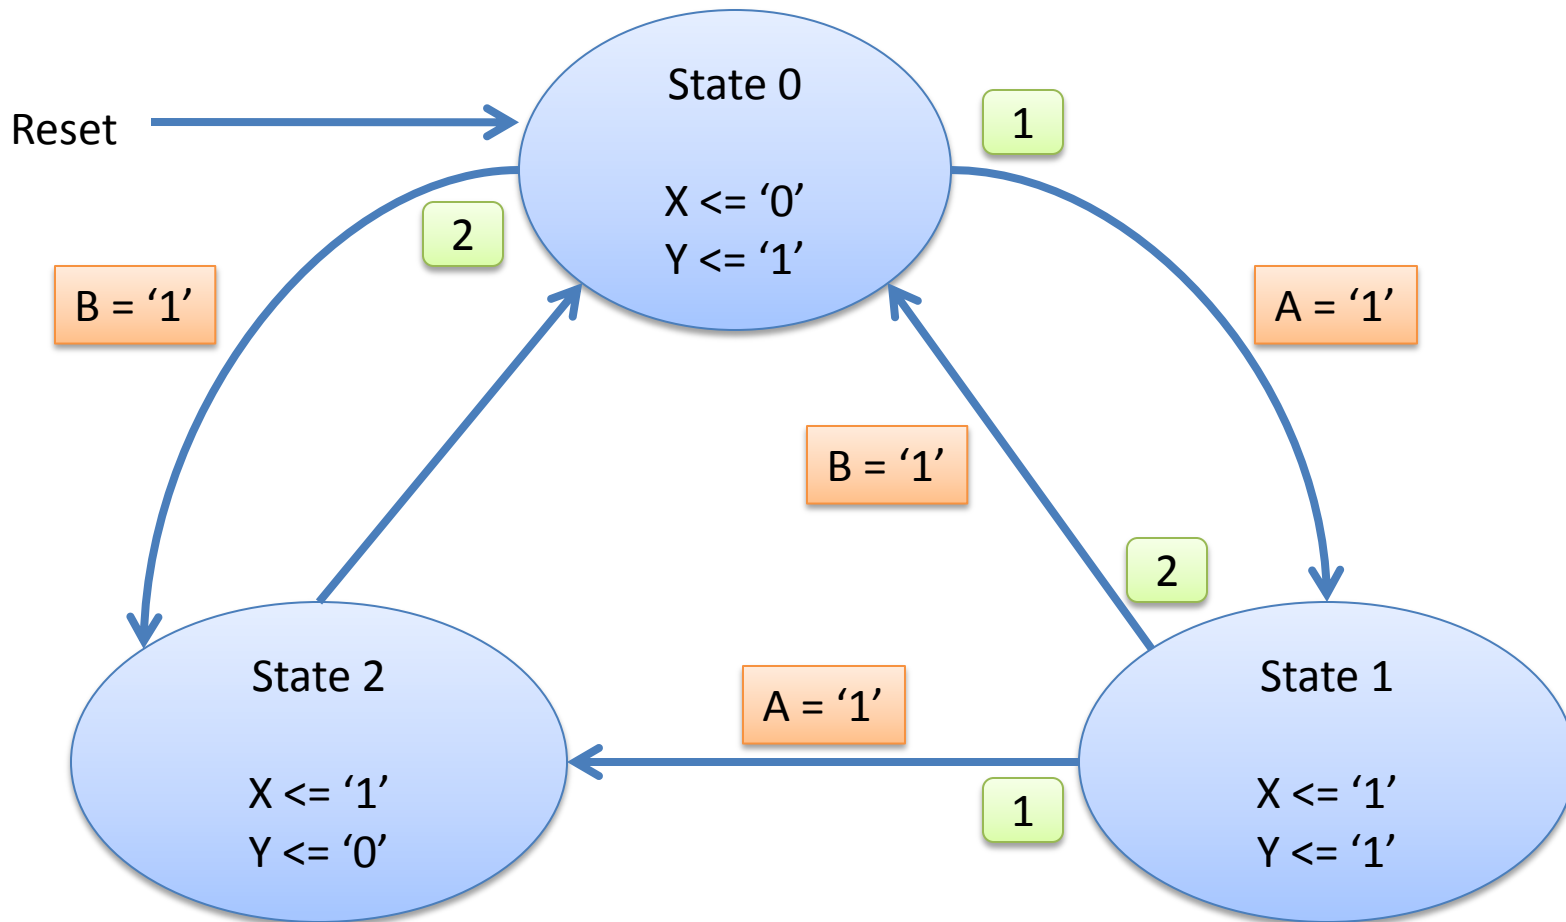 State 0
X <= ‘0’
Y <= ‘1’
Reset
1
2
B = ‘1’
A = ‘1’
B = ‘1’
2
State 2
X <= ‘1’
Y <= ‘0’
A = ‘1’
1
State 1
X <= ‘1’
Y <= ‘1’